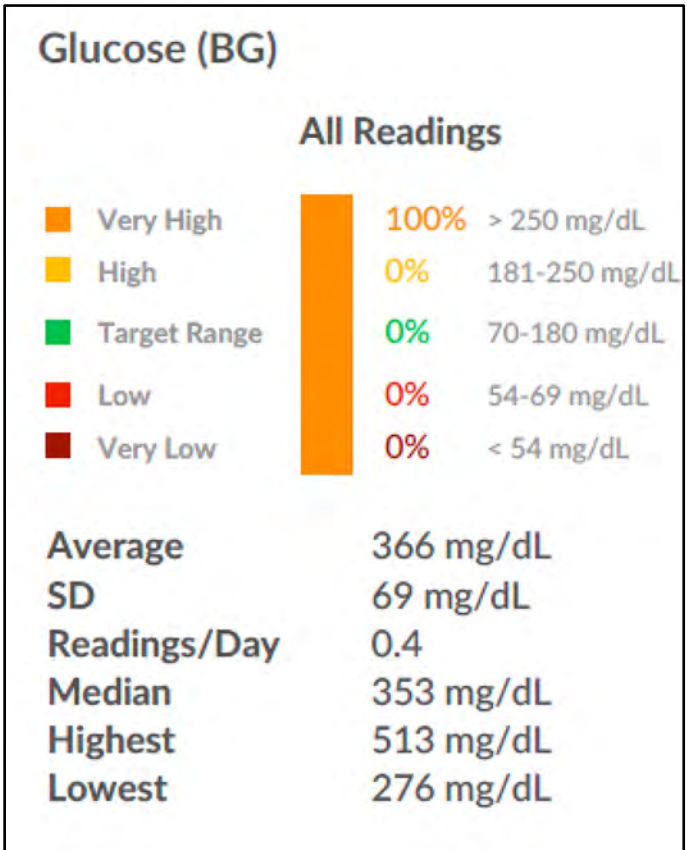 Glucose (BG)
All Readings
Very High 100% > 250 mg/dL
High 0% 181-250 mg/dL
Target Range 0% 70-180 mg/dL
Low 0% 54-69 mg/dL
Very Low 0% < 54 mg/dL
Average 366 mg/dL
SD 69 mg/dL
Readings/Day 0.4
Median 353 mg/dL
Highest 513 mg/dL
Lowest 276 mg/dL